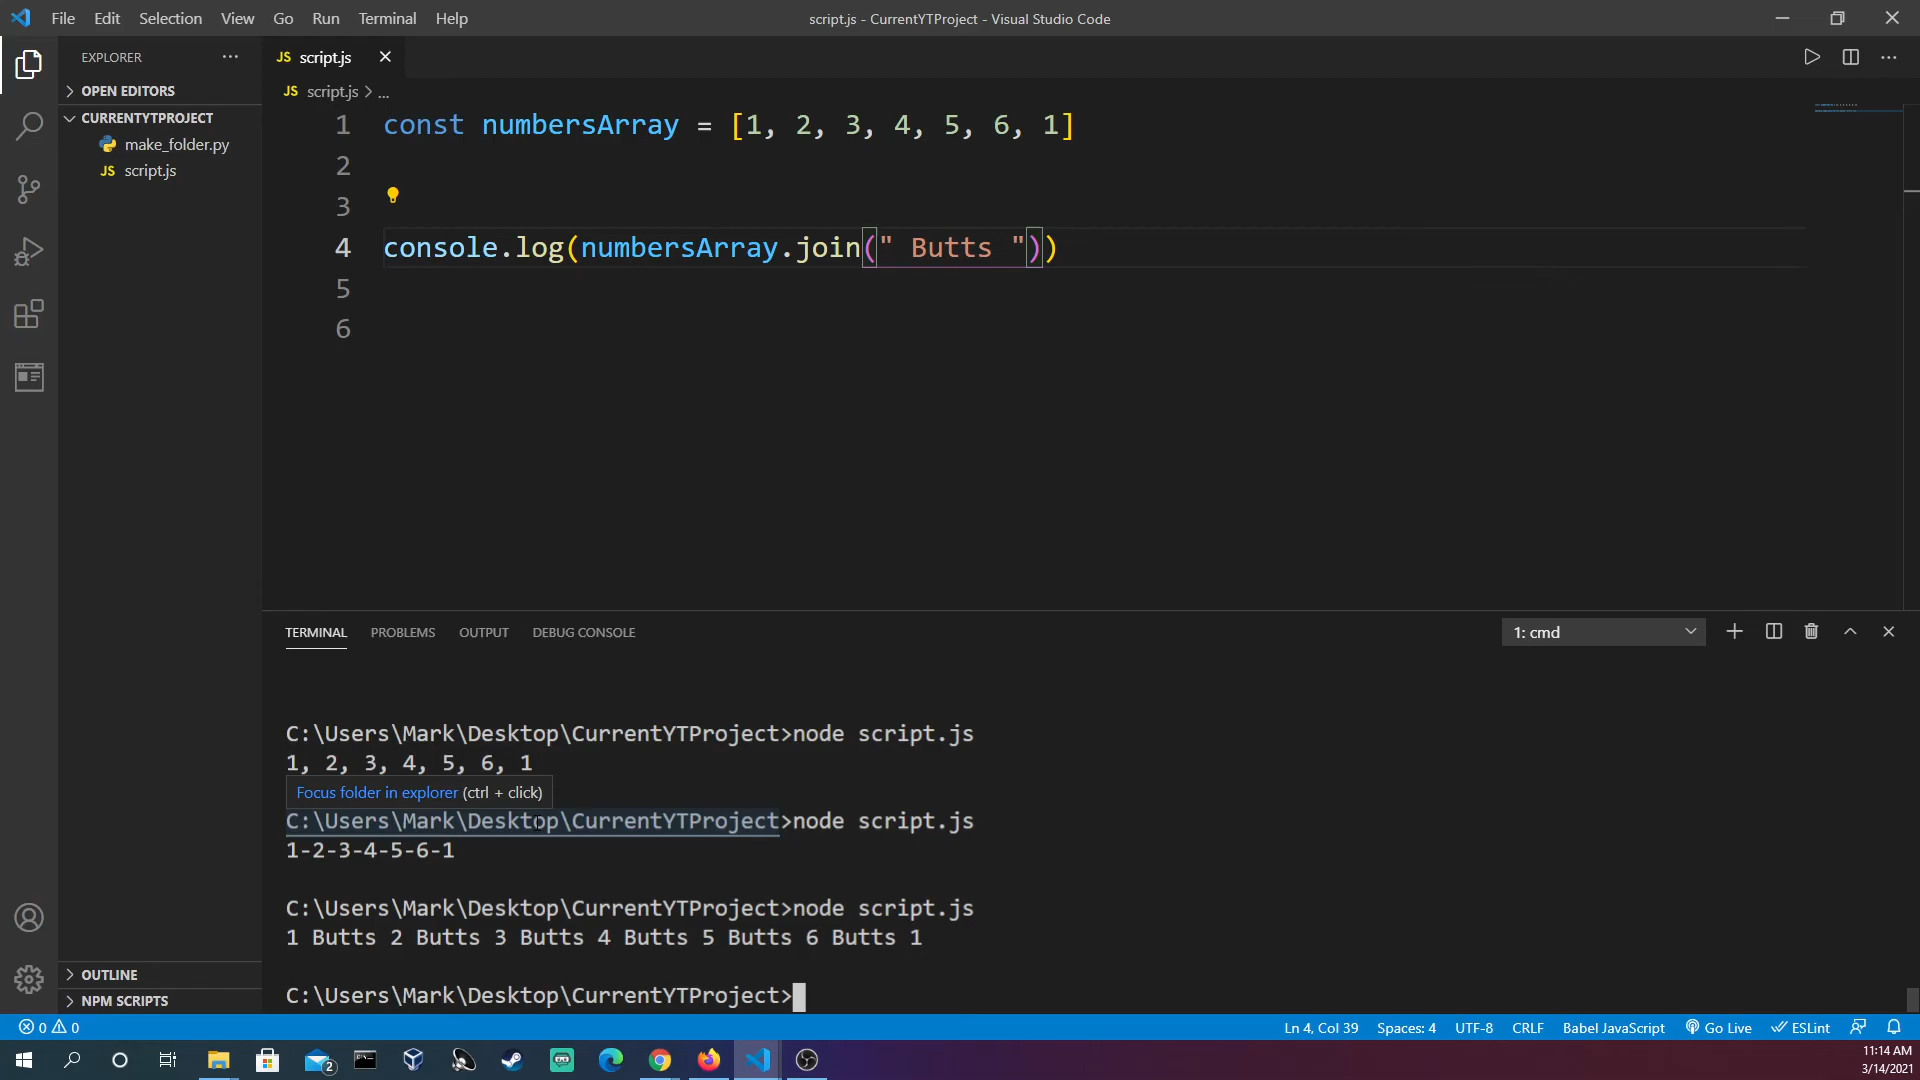 File Edit Selection View Go Run Terminal Help
script.js - CurrentYTProject - Visual Studio Code
EXPLORER
OPEN EDITORS
CURRENTYTPROJECT
make_folder.py
JS script.js
JS script.js
JS script.js > ...
1 const numbersArray = [1, 2, 3, 4, 5, 6, 1]
2
3
4 console.log(numbersArray.join(" Butts "))
5
6
TERMINAL PROBLEMS OUTPUT DEBUG CONSOLE
1: cmd
C:\Users\Mark\Desktop\CurrentYTProject>node script.js
1, 2, 3, 4, 5, 6, 1
Focus folder in explorer (ctrl + click)
C:\Users\Mark\Desktop\CurrentYTProject>node script.js
1-2-3-4-5-6-1
C:\Users\Mark\Desktop\CurrentYTProject>node script.js
1 Butts 2 Butts 3 Butts 4 Butts 5 Butts 6 Butts 1
C:\Users\Mark\Desktop\CurrentYTProject>
OUTLINE
NPM SCRIPTS
0 0
Ln 4, Col 39 Spaces: 4 UTF-8 CRLF Babel JavaScript Go Live ESLint
2
11:14 AM
3/14/2021